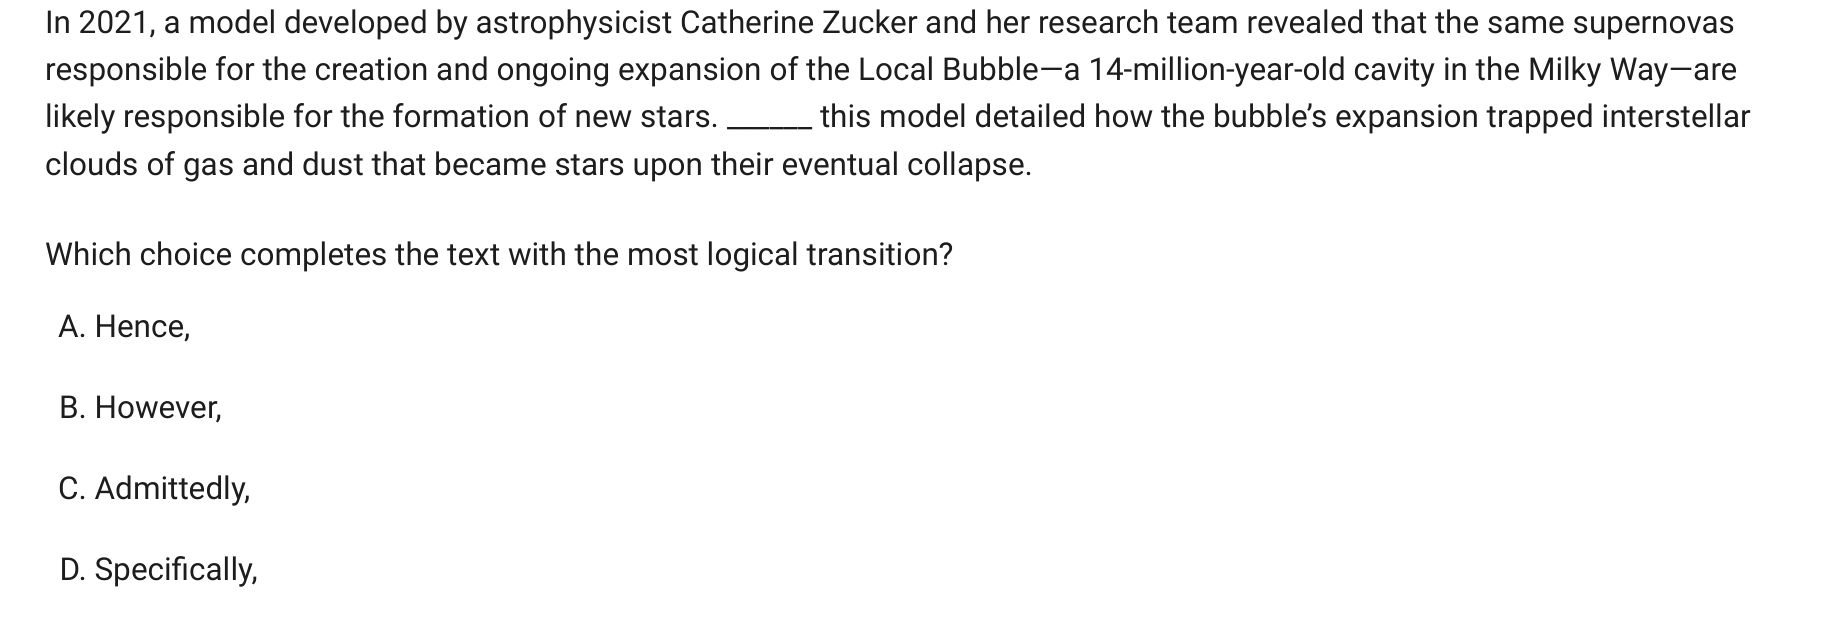 In 2021, a model developed by astrophysicist Catherine Zucker and her research team revealed that the same supernovas
responsible for the creation and ongoing expansion of the Local Bubble—a 14-million-year-old cavity in the Milky Way—are
likely responsible for the formation of new stars. ______ this model detailed how the bubble’s expansion trapped interstellar
clouds of gas and dust that became stars upon their eventual collapse.
Which choice completes the text with the most logical transition?
A. Hence,
B. However,
C. Admittedly,
D. Specifically,